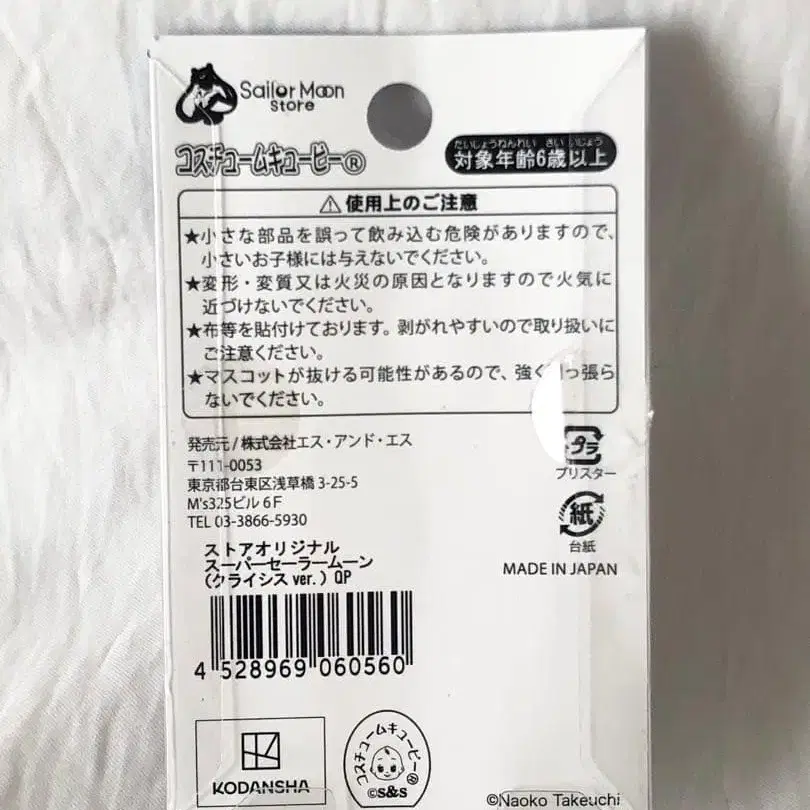 Sailor Moon
store
コスチュームキューピー®
たいしょうねんれい さい いじょう
対象年齢6歳以上
⚠使用上のご注意
★小さな部品を誤って飲み込む危険がありますので、
小さいお子様には与えないでください。
★変形・変質又は火災の原因となりますので火気に
近づけないでください。
★布等を貼付けております。剥がれやすいので取り扱いに
ご注意ください。
★マスコットが抜ける可能性があるので、強く引っ張ら
ないでください。
発売元/株式会社エス・アンド・エス
〒111-0053
東京都台東区浅草橋3-25-5
M's325ビル 6F
TEL 03-3866-5930
プラ
ブリスター
紙
台紙
MADE IN JAPAN
ストアオリジナル
スーパーセーラームーン
(クライシスver.) QP
4 528969 060560
KODANSHA
コスチュームキューピー®
©S&S
©Naoko Takeuchi